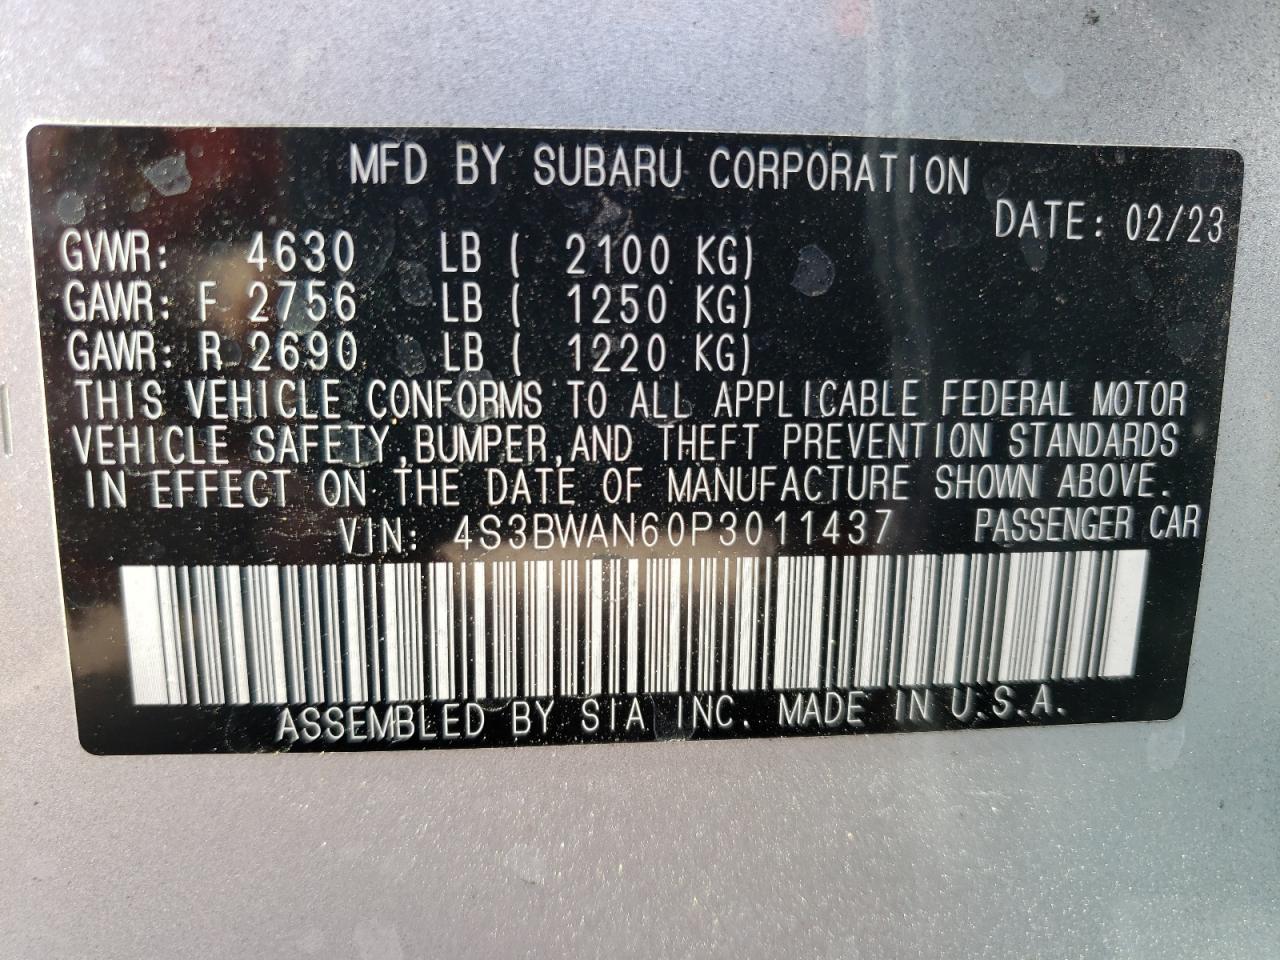 MFD BY SUBARU CORPORATION
DATE: 02/23
GVWR: 4630 LB ( 2100 KG)
GAWR: F 2756 LB ( 1250 KG)
GAWR: R 2690 LB ( 1220 KG)
THIS VEHICLE CONFORMS TO ALL APPLICABLE FEDERAL MOTOR
VEHICLE SAFETY,BUMPER,AND THEFT PREVENTION STANDARDS
IN EFFECT ON THE DATE OF MANUFACTURE SHOWN ABOVE.
VIN: 4S3BWAN60P3011437 PASSENGER CAR
ASSEMBLED BY SIA INC. MADE IN U.S.A.